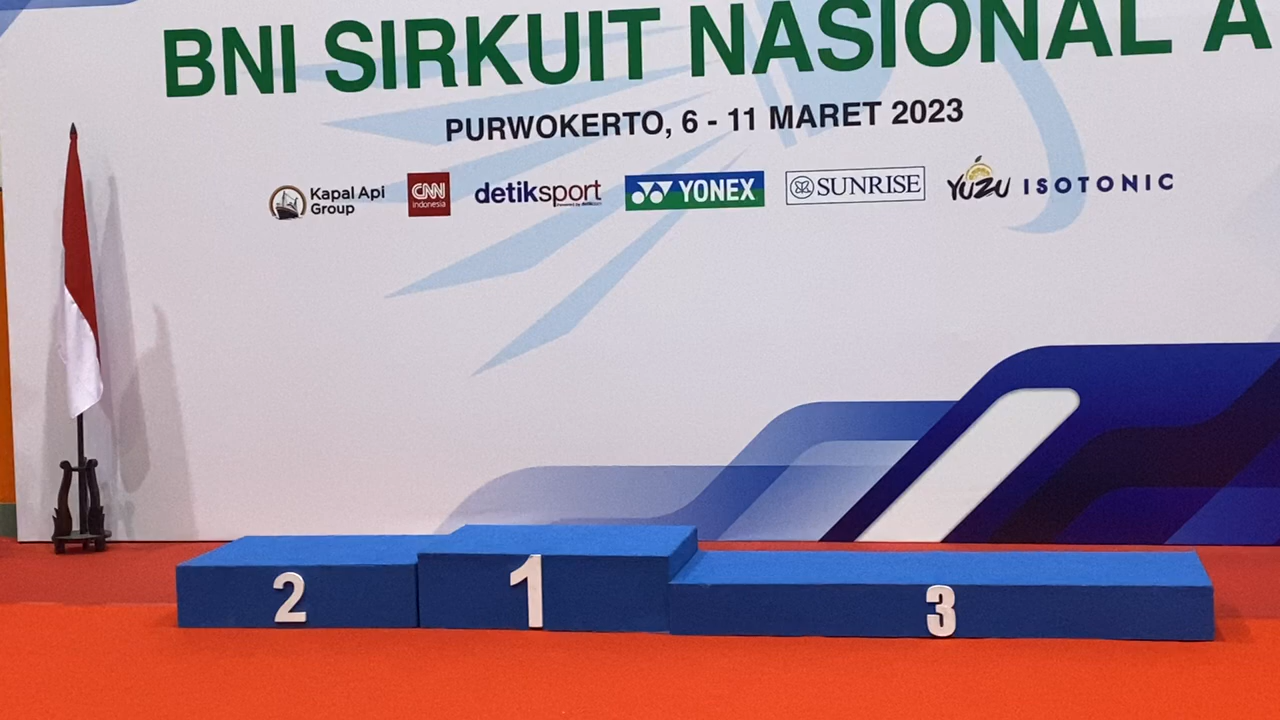 BNI SIRKUIT NASIONAL A
PURWOKERTO, 6 - 11 MARET 2023
Kapal Api Group
CNN Indonesia
detiksport
YONEX
SUNRISE
YUZU ISOTONIC
2
1
3